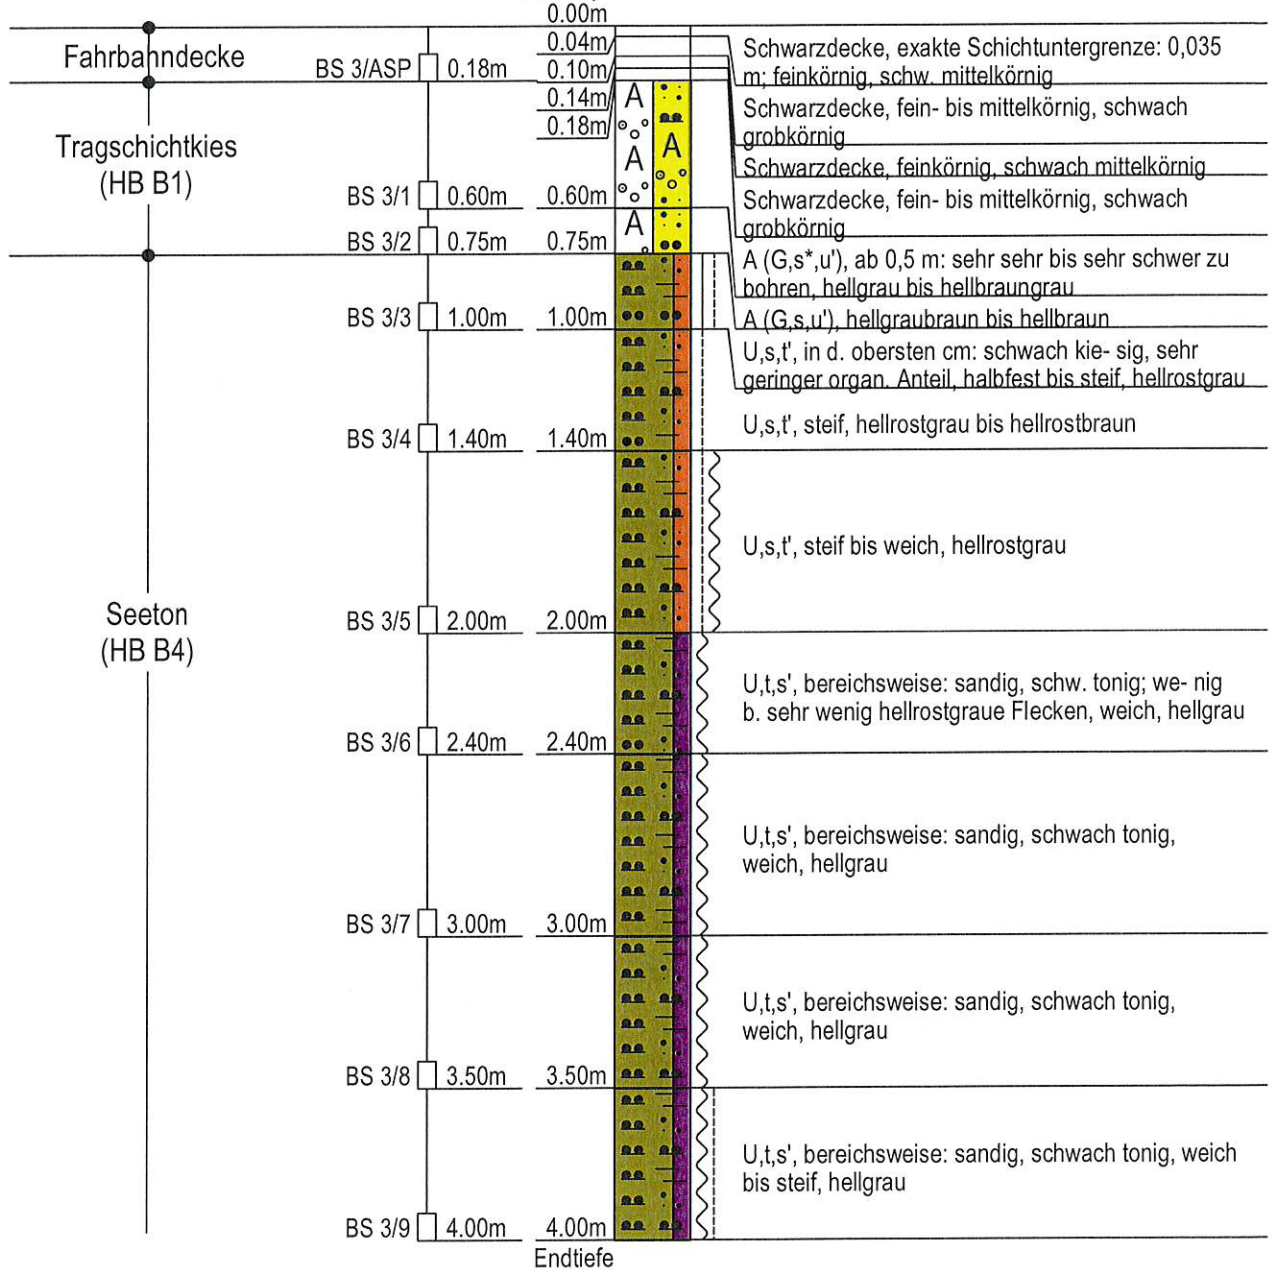 0.00m
Fahrbahndecke
BS 3/ASP 0.18m
0.04m
0.10m
0.14m
0.18m
Schwarzdecke, exakte Schichtuntergrenze: 0,035
m; feinkörnig, schw. mittelkörnig
Schwarzdecke, fein- bis mittelkörnig, schwach
grobkörnig
Schwarzdecke, feinkörnig, schwach mittelkörnig
Schwarzdecke, fein- bis mittelkörnig, schwach
grobkörnig
Tragschichtkies
(HB B1)
A
A
A
A
BS 3/1 0.60m 0.60m
BS 3/2 0.75m 0.75m
A (G,s*,u'), ab 0,5 m: sehr sehr bis sehr schwer zu
bohren, hellgrau bis hellbraungrau
A (G,s,u'), hellgraubraun bis hellbraun
BS 3/3 1.00m 1.00m
U,s,t', in d. obersten cm: schwach kie- sig, sehr
geringer organ. Anteil, halbfest bis steif, hellrostgrau
BS 3/4 1.40m 1.40m
U,s,t', steif, hellrostgrau bis hellrostbraun
U,s,t', steif bis weich, hellrostgrau
Seeton
(HB B4)
BS 3/5 2.00m 2.00m
U,t,s', bereichsweise: sandig, schw. tonig; we- nig
b. sehr wenig hellrostgraue Flecken, weich, hellgrau
BS 3/6 2.40m 2.40m
U,t,s', bereichsweise: sandig, schwach tonig,
weich, hellgrau
BS 3/7 3.00m 3.00m
U,t,s', bereichsweise: sandig, schwach tonig,
weich, hellgrau
BS 3/8 3.50m 3.50m
U,t,s', bereichsweise: sandig, schwach tonig, weich
bis steif, hellgrau
BS 3/9 4.00m 4.00m
Endtiefe